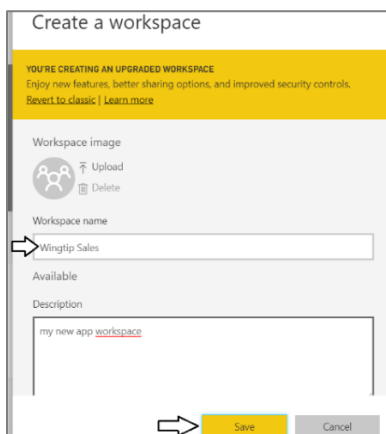 Create a workspace
YOU'RE CREATING AN UPGRADED WORKSPACE
Enjoy new features, better sharing options, and improved security controls.
Revert to classic | Learn more
Workspace image
Upload
Delete
Workspace name
Wingtip Sales
Available
Description
my new app workspace
Save Cancel